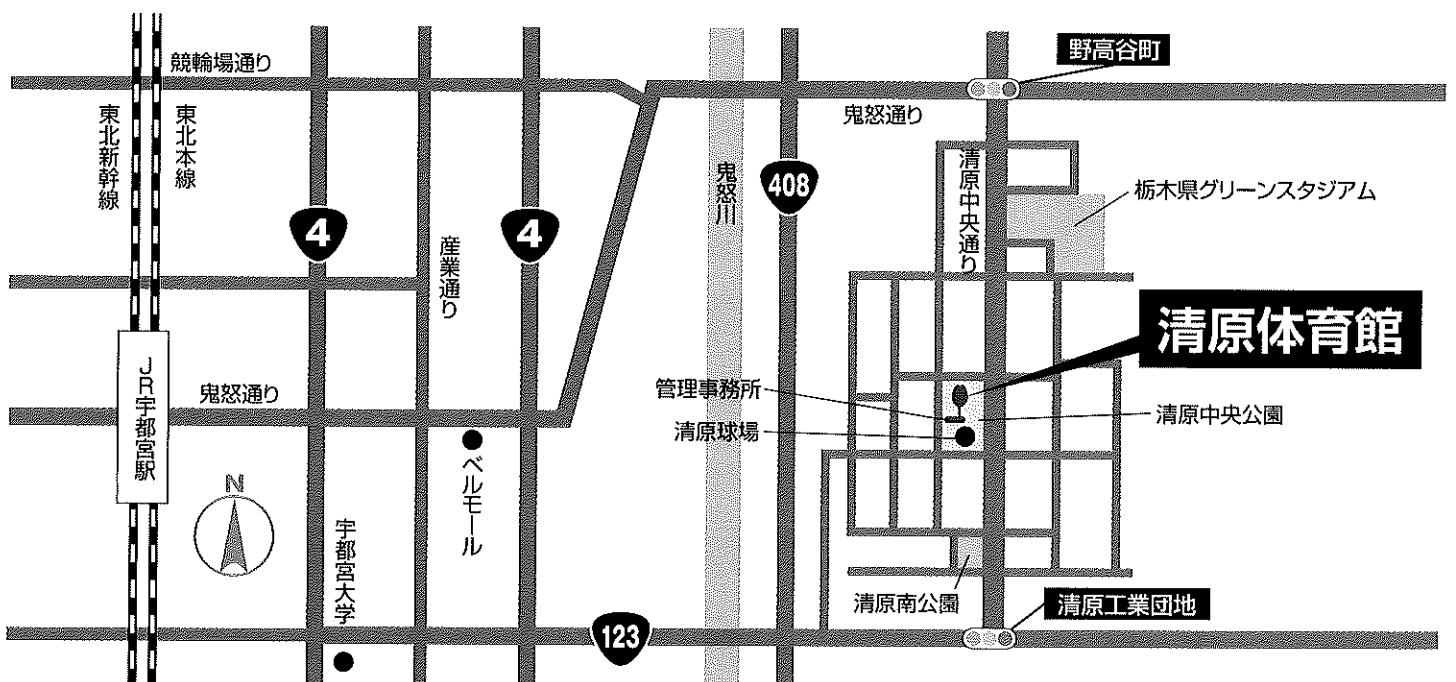 野高谷町
競輪場通り
鬼怒通り
東北新幹線
東北本線
鬼怒川
408
清原中央通り
栃木県グリーンスタジアム
4
4
産業通り
清原体育館
JR宇都宮駅
鬼怒通り
管理事務所
清原中央公園
清原球場
ベルモール
N
宇都宮大学
清原南公園
清原工業団地
123